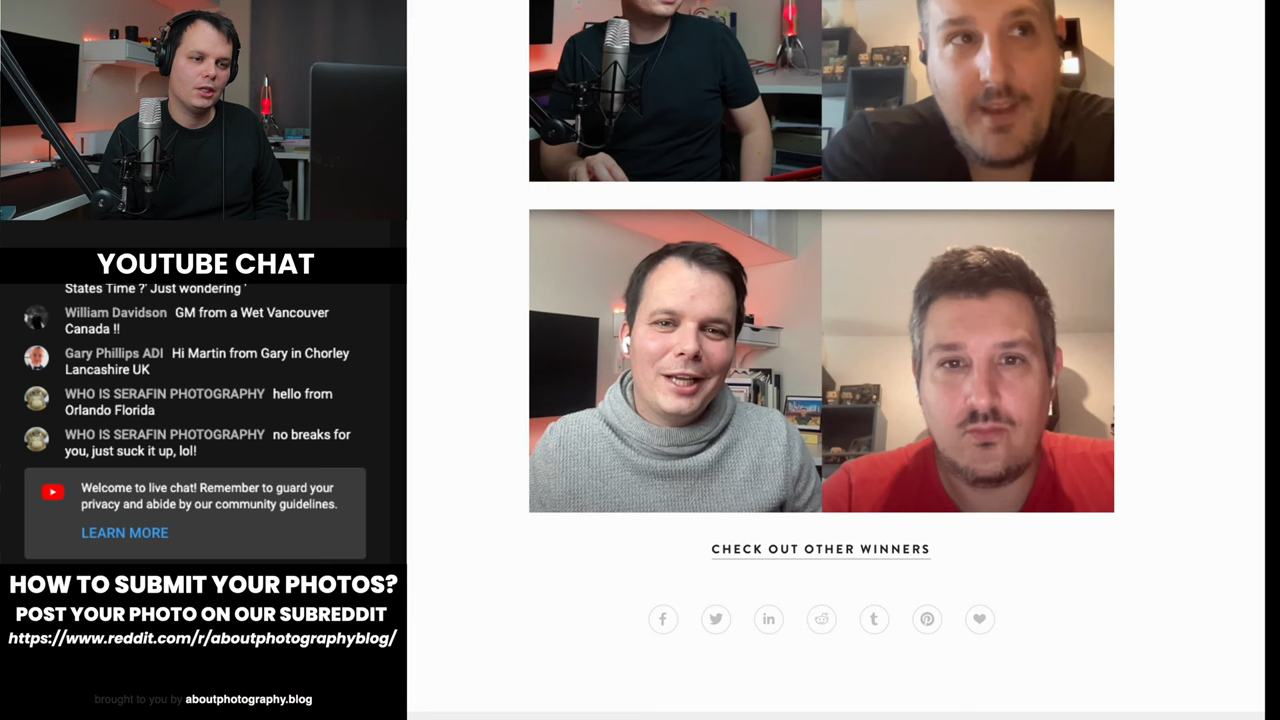 YOUTUBE CHAT
States Time ?' Just wondering '
William Davidson GM from a Wet Vancouver
Canada !!
Gary Phillips ADI Hi Martin from Gary in Chorley
Lancashire UK
WHO IS SERAFIN PHOTOGRAPHY hello from
Orlando Florida
WHO IS SERAFIN PHOTOGRAPHY no breaks for
you, just suck it up, lol!
Welcome to live chat! Remember to guard your
privacy and abide by our community guidelines.
LEARN MORE
HOW TO SUBMIT YOUR PHOTOS?
POST YOUR PHOTO ON OUR SUBREDDIT
https://www.reddit.com/r/aboutphotographyblog/
brought to you by aboutphotography.blog
CHECK OUT OTHER WINNERS